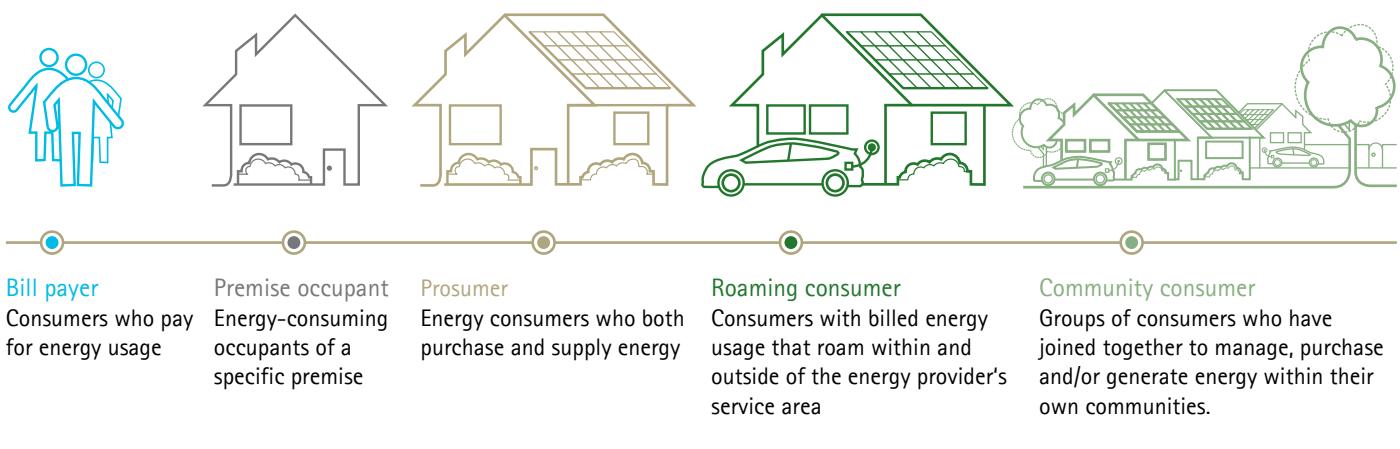 Bill payer
Consumers who pay
for energy usage
Premise occupant
Energy-consuming
occupants of a
specific premise
Prosumer
Energy consumers who both
purchase and supply energy
Roaming consumer
Consumers with billed energy
usage that roam within and
outside of the energy provider's
service area
Community consumer
Groups of consumers who have
joined together to manage, purchase
and/or generate energy within their
own communities.